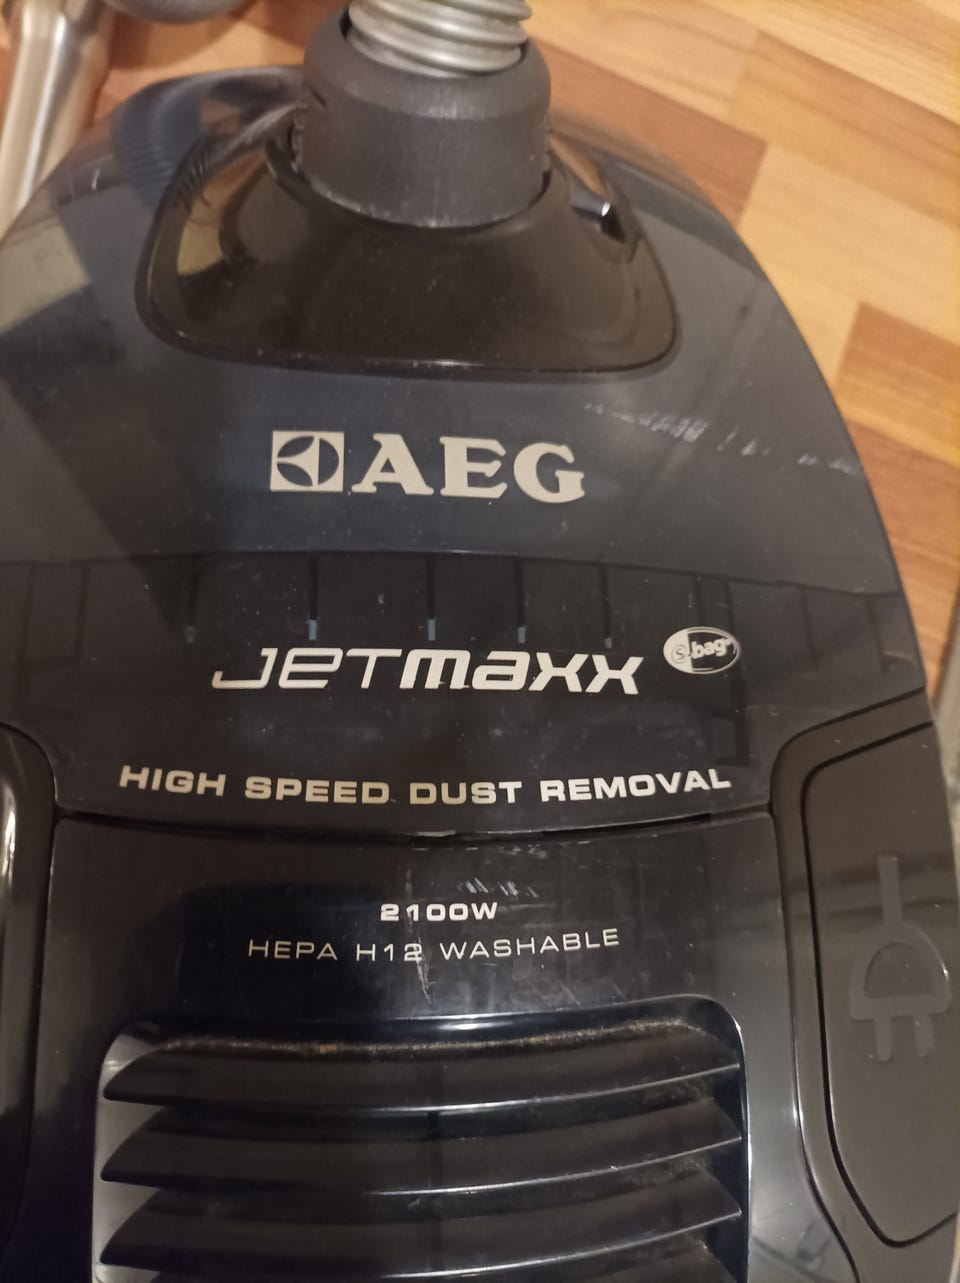 AEG
JETMAXX s-bag®
HIGH SPEED DUST REMOVAL
2100W
HEPA H12 WASHABLE